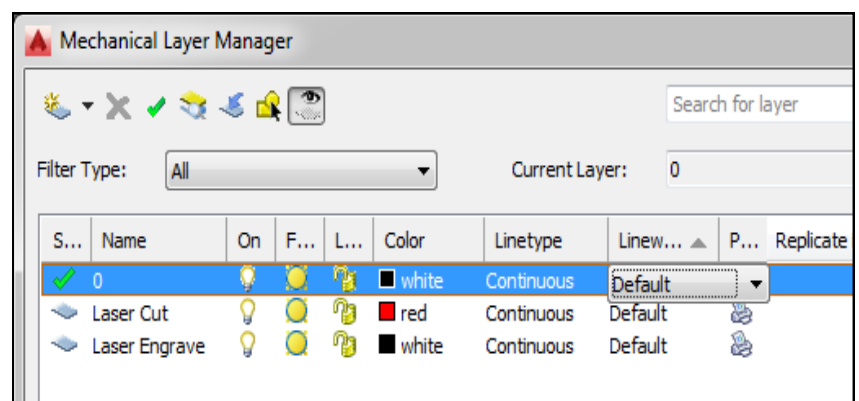 Mechanical Layer Manager
Search for layer
Filter Type: All Current Layer: 0
S... Name On F... L... Color Linetype Linew... P... Replicate
0 white Continuous Default
Laser Cut red Continuous Default
Laser Engrave white Continuous Default